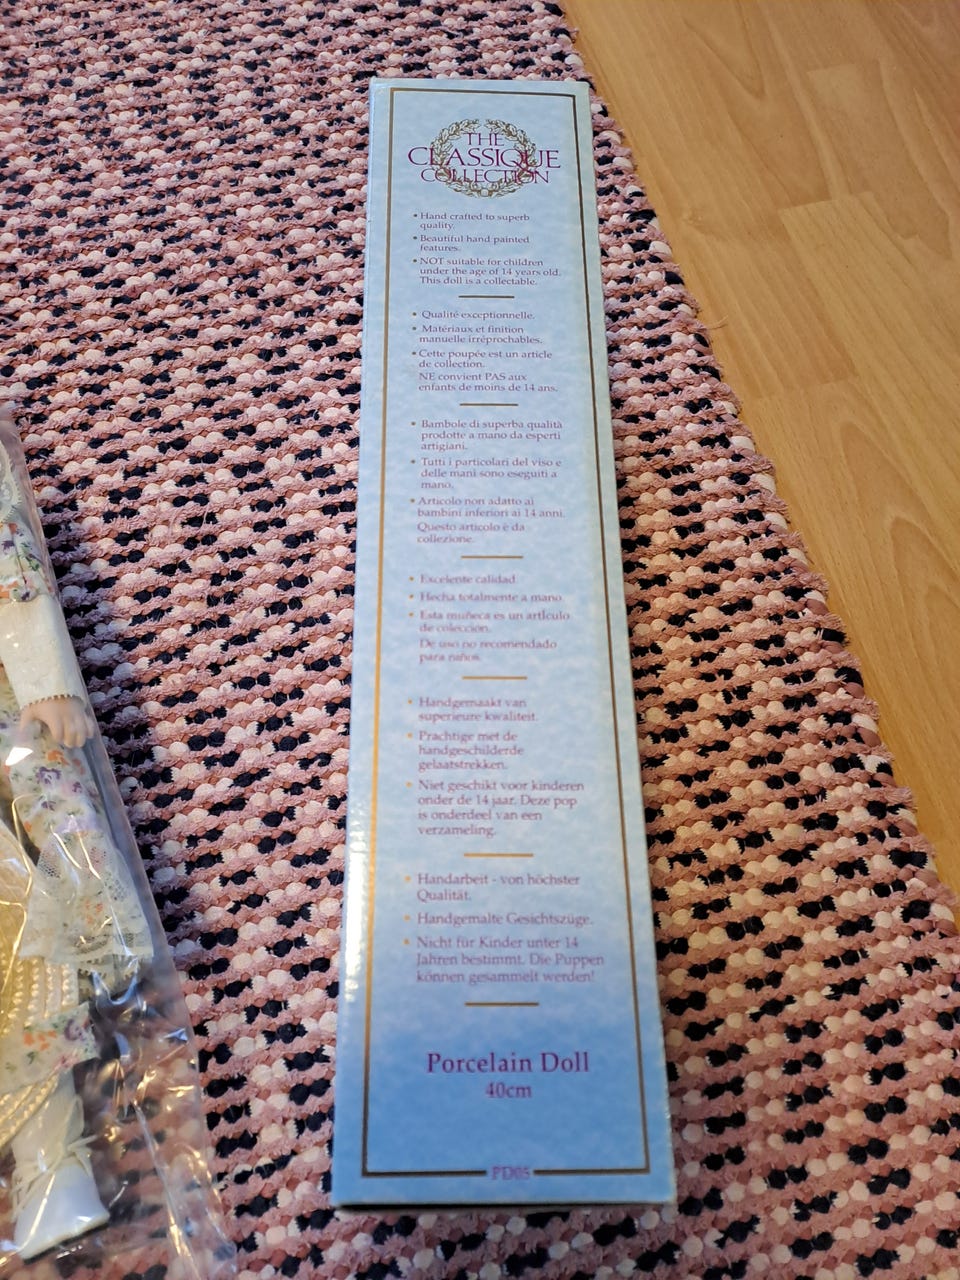 THE
CLASSIQUE
COLLECTION
• Hand crafted to superb
quality.
• Beautiful hand painted
features.
• NOT suitable for children
under the age of 14 years old.
This doll is a collectable.
• Qualité exceptionnelle.
• Matériaux et finition
manuelle irréprochables.
• Cette poupée est un article
de collection.
NE convient PAS aux
enfants de moins de 14 ans.
• Bambole di superba qualità
prodotte a mano da esperti
artigiani.
• Tutti i particolari del viso e
delle mani sono eseguiti a
mano.
• Articolo non adatto ai
bambini inferiori ai 14 anni.
Questo articolo è da
collezione.
• Excelente calidad
• Hecha totalmente a mano.
• Esta muñeca es un artículo
de colección.
De uso no recomendado
para niños.
• Handgemaakt van
superieure kwaliteit.
• Prachtige met de
handgeschilderde
gelaatstrekken.
• Niet geschikt voor kinderen
onder de 14 jaar. Deze pop
is onderdeel van een
verzameling.
• Handarbeit - von höchster
Qualität.
• Handgemalte Gesichtszüge.
• Nicht für Kinder unter 14
Jahren bestimmt. Die Puppen
können gesammelt werden!
Porcelain Doll
40cm
PD05